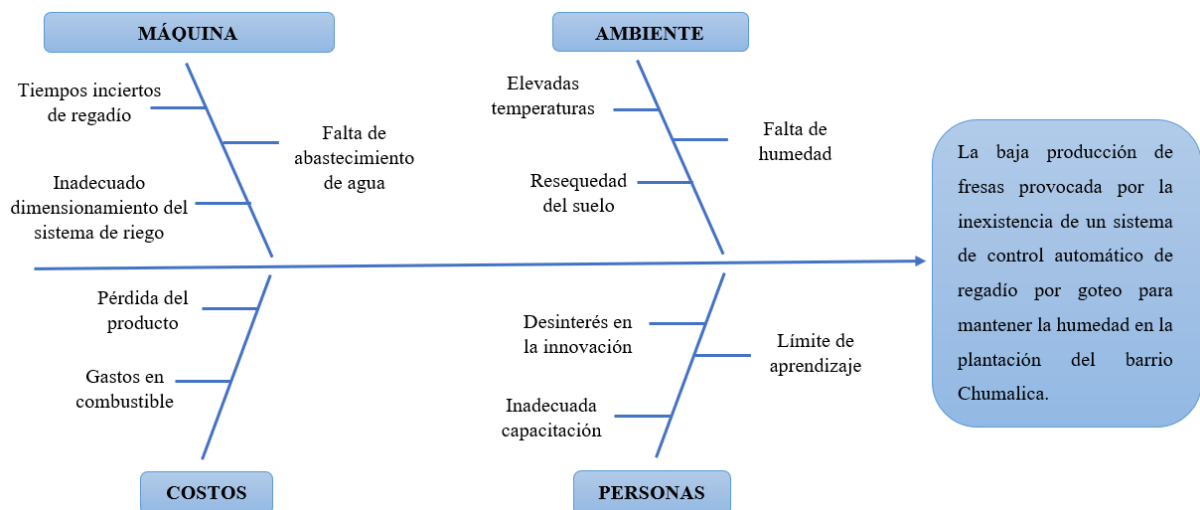 MÁQUINA
AMBIENTE
Tiempos inciertos
de regadío
Falta de
abastecimiento
de agua
Inadecuado
dimensionamiento del
sistema de riego
Elevadas
temperaturas
Falta de
humedad
Resequedad
del suelo
La baja producción de
fresas provocada por la
inexistencia de un sistema
de control automático de
regadío por goteo para
mantener la humedad en la
plantación del barrio
Chumalica.
Pérdida del
producto
Gastos en
combustible
Desinterés en
la innovación
Límite de
aprendizaje
Inadecuada
capacitación
COSTOS
PERSONAS